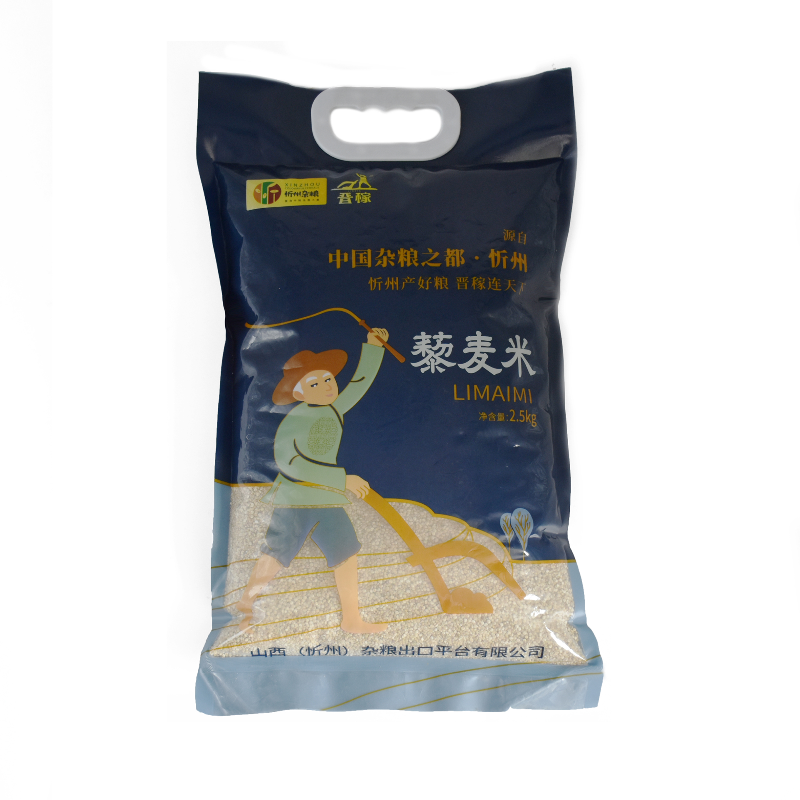 XINZHOU
忻州杂粮
晋稼
源自
中国杂粮之都·忻州
忻州产好粮 晋稼连天下
藜麦米
LIMAIMI
净含量:2.5kg
山西（忻州）杂粮出口平台有限公司